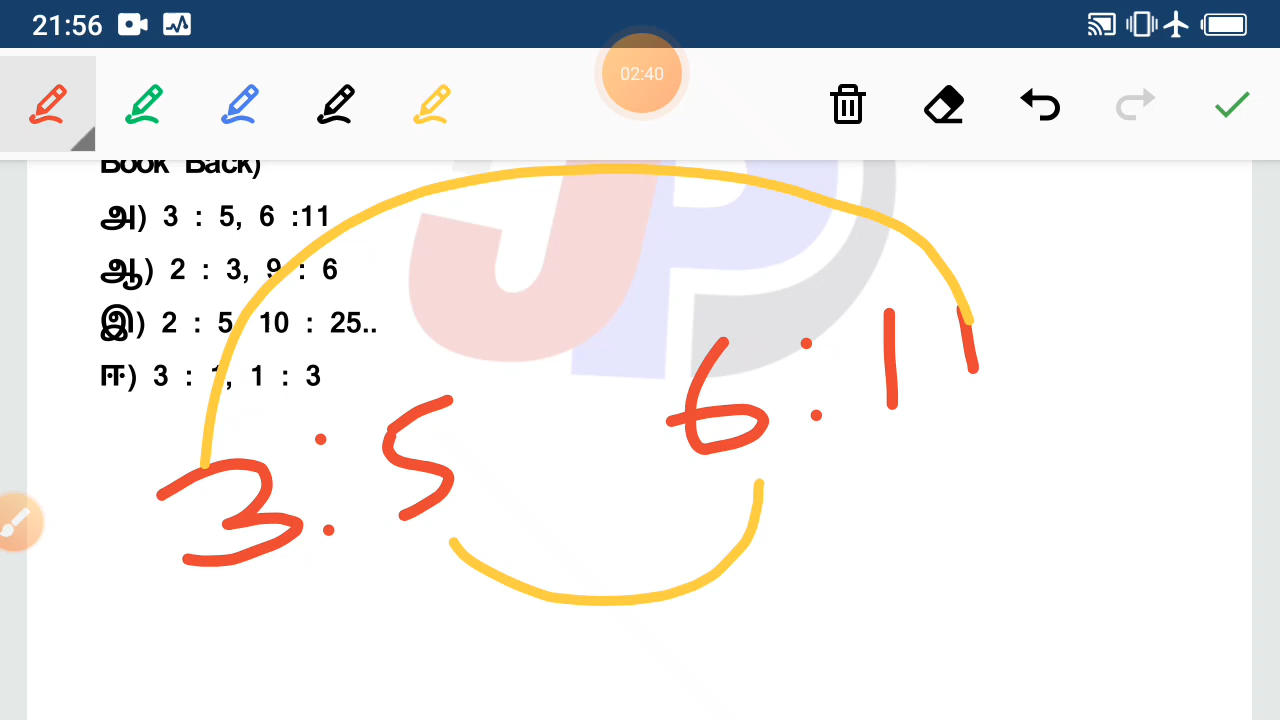 21:56
02:40
Book Back)
அ) 3 : 5, 6 :11
ஆ) 2 : 3, 9 : 6
இ) 2 : 5, 10 : 25..
ஈ) 3 : 1, 1 : 3
3 : 5 6 : 11
JP